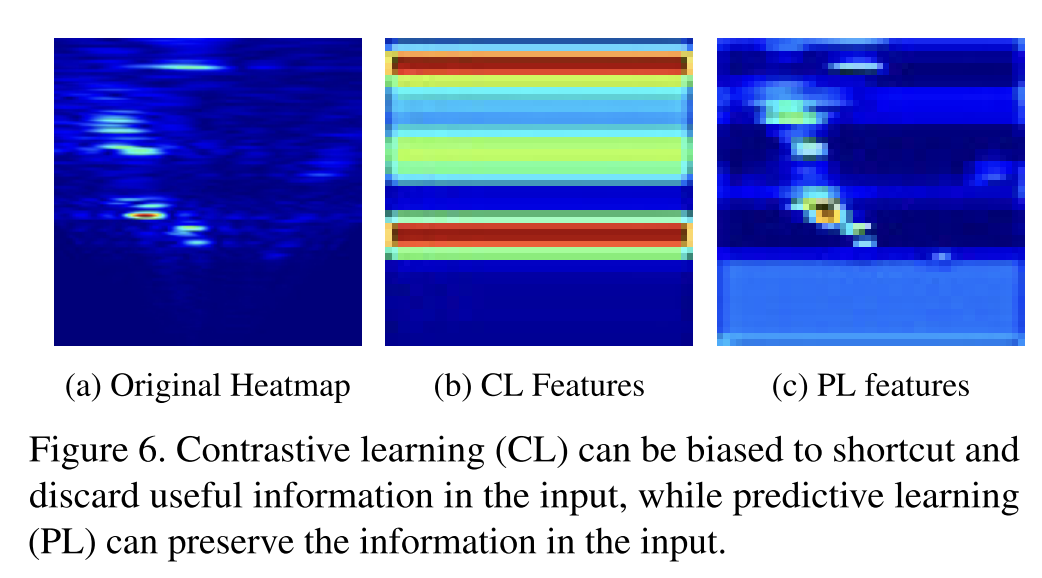 (a) Original Heatmap
(b) CL Features
(c) PL features
Figure 6. Contrastive learning (CL) can be biased to shortcut and
discard useful information in the input, while predictive learning
(PL) can preserve the information in the input.